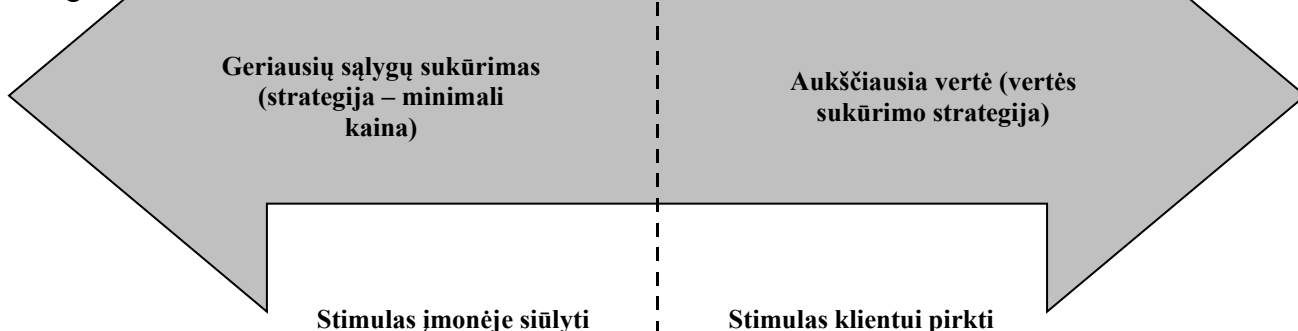 Geriausių sąlygų sukūrimas
(strategija – minimali
kaina)
Aukščiausia vertė (vertės
sukūrimo strategija)
Stimulas įmonėje siūlyti
Stimulas klientui pirkti